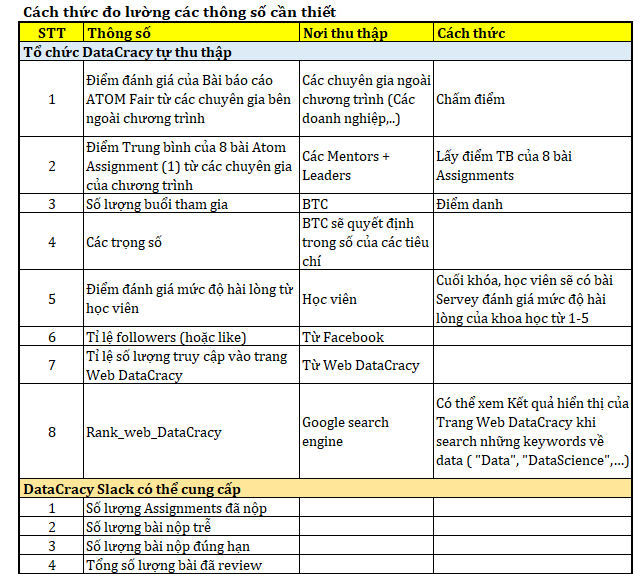 Cách thức đo lường các thông số cần thiết
STT Thông số Nơi thu thập Cách thức
Tổ chức DataCracy tự thu thập
1 Điểm đánh giá của Bài báo cáo ATOM Fair từ các chuyên gia bên ngoài chương trình Các chuyên gia ngoài chương trình (Các doanh nghiệp,..) Chấm điểm
2 Điểm Trung bình của 8 bài Atom Assignment (1) từ các chuyên gia của chương trình Các Mentors + Leaders Lấy điểm TB của 8 bài Assignments
3 Số lượng buổi tham gia BTC Điểm danh
4 Các trọng số BTC sẽ quyết định trong số của các tiêu chí
5 Điểm đánh giá mức độ hài lòng từ học viên Học viên Cuối khóa, học viên sẽ có bài Servey đánh giá mức độ hài lòng của khoa học từ 1-5
6 Tỉ lệ followers (hoặc like) Từ Facebook
7 Tỉ lệ số lượng truy cập vào trang Web DataCracy Từ Web DataCracy
8 Rank_web_DataCracy Google search engine Có thể xem Kết quả hiển thị của Trang Web DataCracy khi search những keywords về data ( "Data", "DataScience",...)
DataCracy Slack có thể cung cấp
1 Số lượng Assignments đã nộp
2 Số lượng bài nộp trễ
3 Số lượng bài nộp đúng hạn
4 Tổng số lượng bài đã review